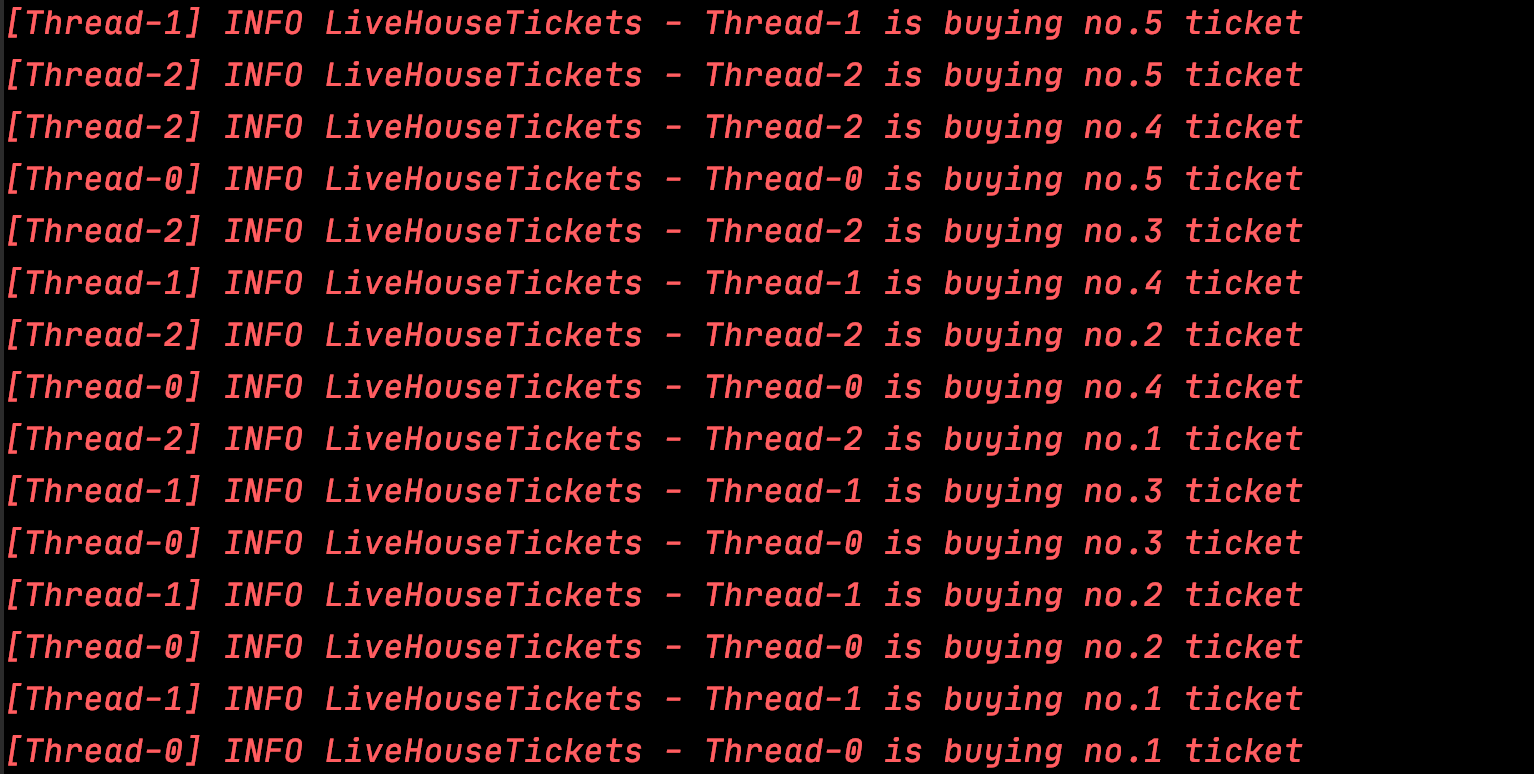 [Thread-1] INFO LiveHouseTickets - Thread-1 is buying no.5 ticket
[Thread-2] INFO LiveHouseTickets - Thread-2 is buying no.5 ticket
[Thread-2] INFO LiveHouseTickets - Thread-2 is buying no.4 ticket
[Thread-0] INFO LiveHouseTickets - Thread-0 is buying no.5 ticket
[Thread-2] INFO LiveHouseTickets - Thread-2 is buying no.3 ticket
[Thread-1] INFO LiveHouseTickets - Thread-1 is buying no.4 ticket
[Thread-2] INFO LiveHouseTickets - Thread-2 is buying no.2 ticket
[Thread-0] INFO LiveHouseTickets - Thread-0 is buying no.4 ticket
[Thread-2] INFO LiveHouseTickets - Thread-2 is buying no.1 ticket
[Thread-1] INFO LiveHouseTickets - Thread-1 is buying no.3 ticket
[Thread-0] INFO LiveHouseTickets - Thread-0 is buying no.3 ticket
[Thread-1] INFO LiveHouseTickets - Thread-1 is buying no.2 ticket
[Thread-0] INFO LiveHouseTickets - Thread-0 is buying no.2 ticket
[Thread-1] INFO LiveHouseTickets - Thread-1 is buying no.1 ticket
[Thread-0] INFO LiveHouseTickets - Thread-0 is buying no.1 ticket